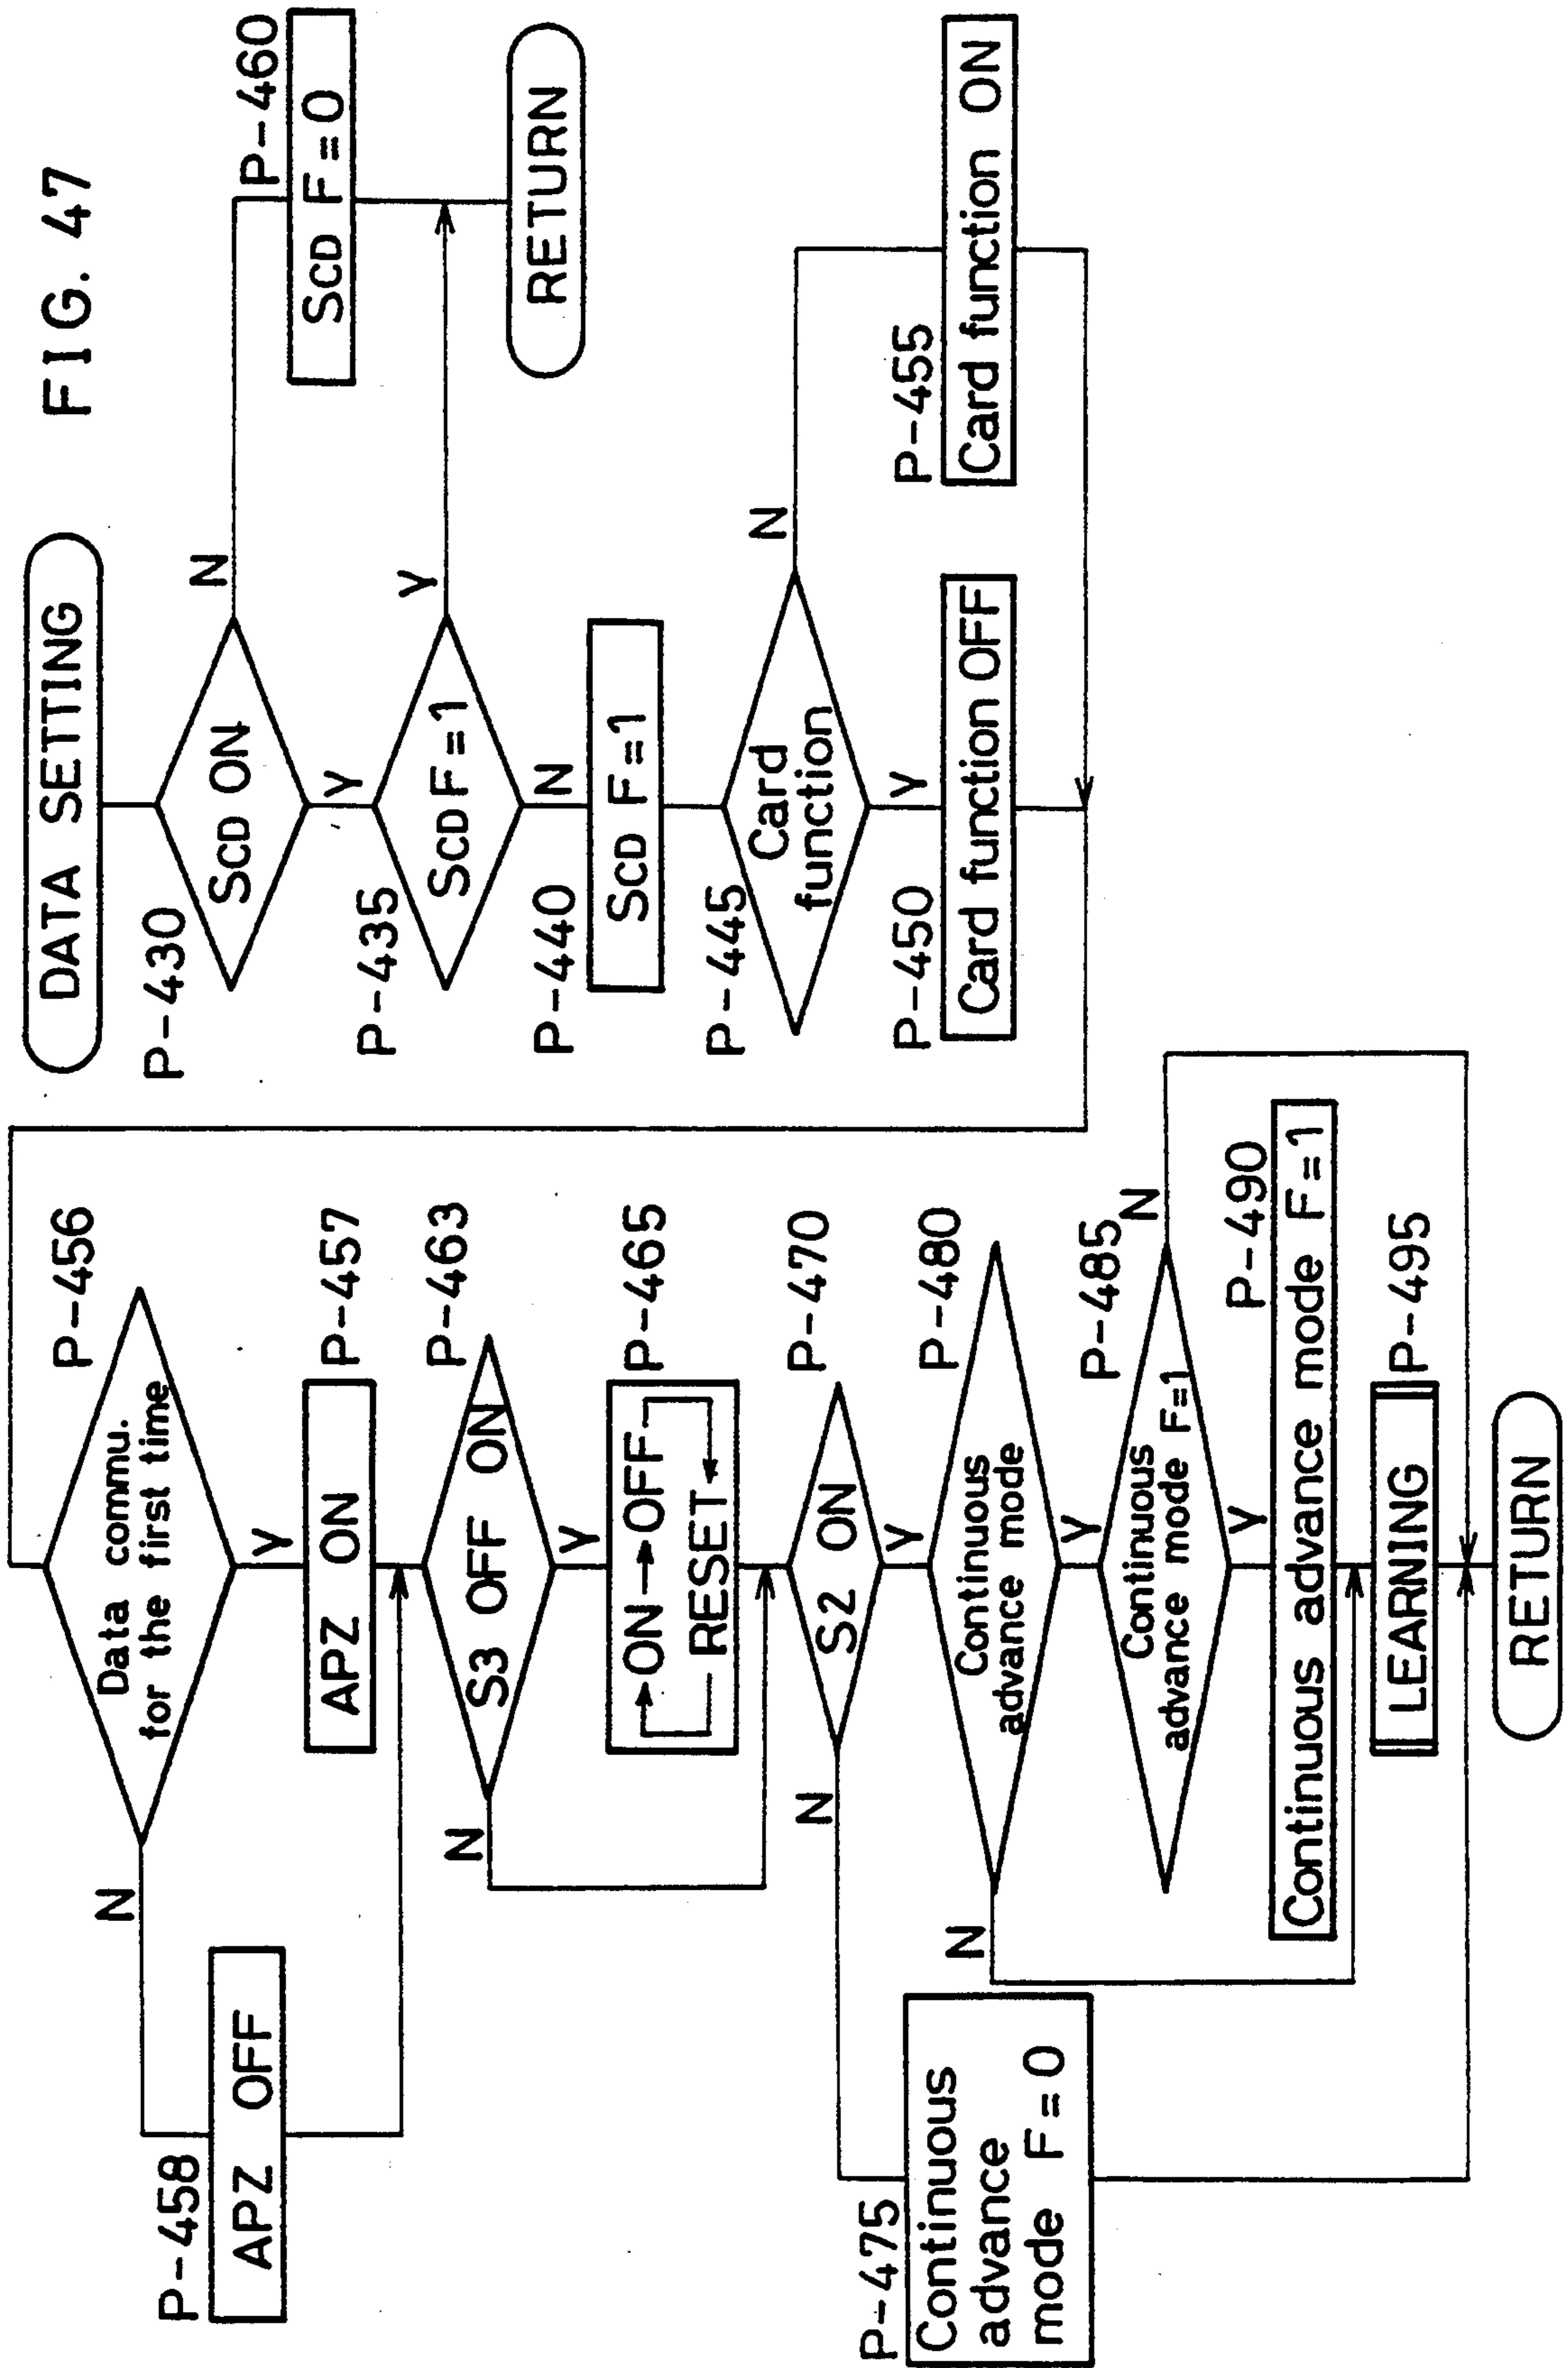 FIG. 47
DATA SETTING
P-430
SCD ON
N
Y
P-460
SCD F=0
P-435
SCD F=1
Y
N
RETURN
P-440
SCD F=1
P-445
Card
function
N
Y
P-450
Card function OFF
P-455
Card function ON
P-456
Data commu.
for the first time
N
Y
P-458
APZ OFF
P-457
APZ ON
P-463
S3 OFF ON
N
Y
P-465
ON→OFF
RESET
P-470
S2 ON
N
Y
P-475
Continuous
advance
mode F=0
P-480
Continuous
advance mode
N
Y
P-485
Continuous
advance mode F=1
N
Y
P-490
Continuous advance mode F=1
LEARNING
P-495
RETURN